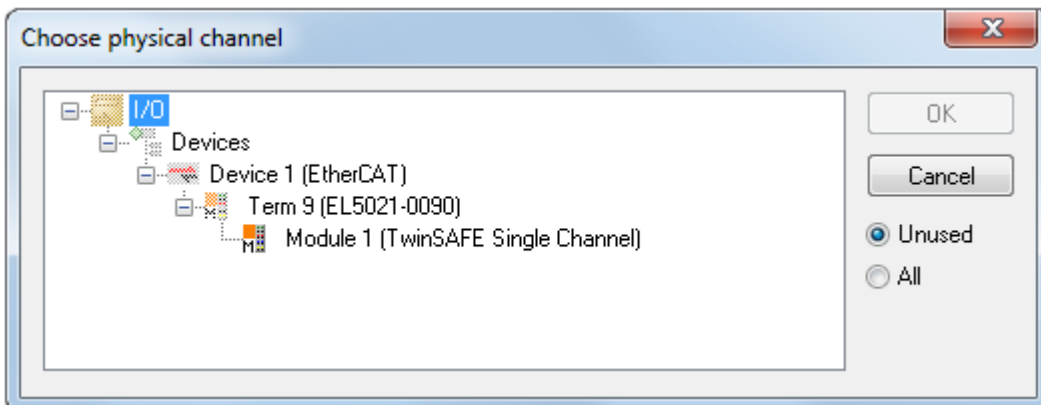 Choose physical channel
I/O
OK
Devices
Device 1 (EtherCAT)
Cancel
Term 9 (EL5021-0090)
Module 1 (TwinSAFE Single Channel)
Unused
All